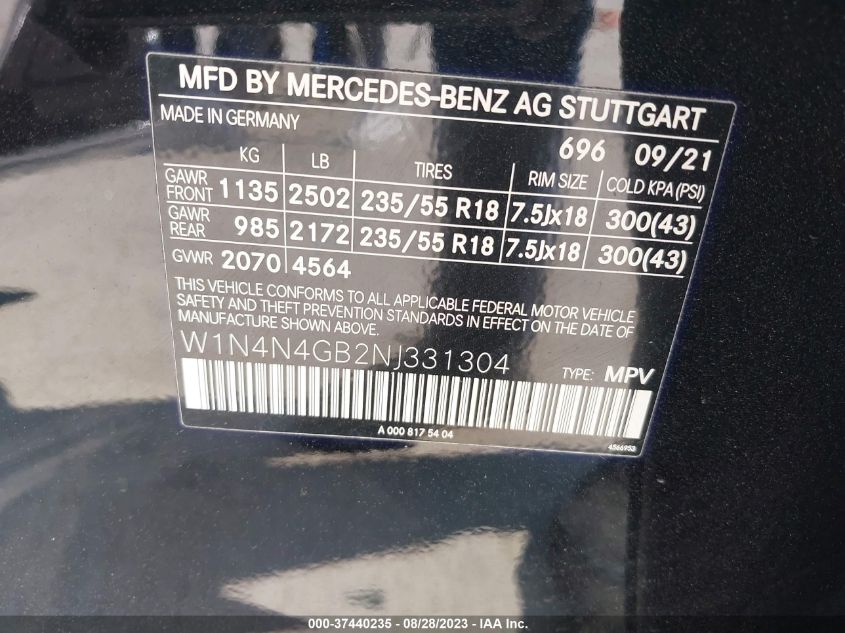 MFD BY MERCEDES-BENZ AG STUTTGART
MADE IN GERMANY
696 09/21
KG LB TIRES RIM SIZE COLD KPA (PSI)
GAWR FRONT 1135 2502 235/55 R18 7.5Jx18 300(43)
GAWR REAR 985 2172 235/55 R18 7.5Jx18 300(43)
GVWR 2070 4564
THIS VEHICLE CONFORMS TO ALL APPLICABLE FEDERAL MOTOR VEHICLE
SAFETY AND THEFT PREVENTION STANDARDS IN EFFECT ON THE DATE OF
MANUFACTURE SHOWN ABOVE.
W1N4N4GB2NJ331304
TYPE: MPV
A 000 817 54 04
4566953
000-37440235 - 08/28/2023 - IAA Inc.